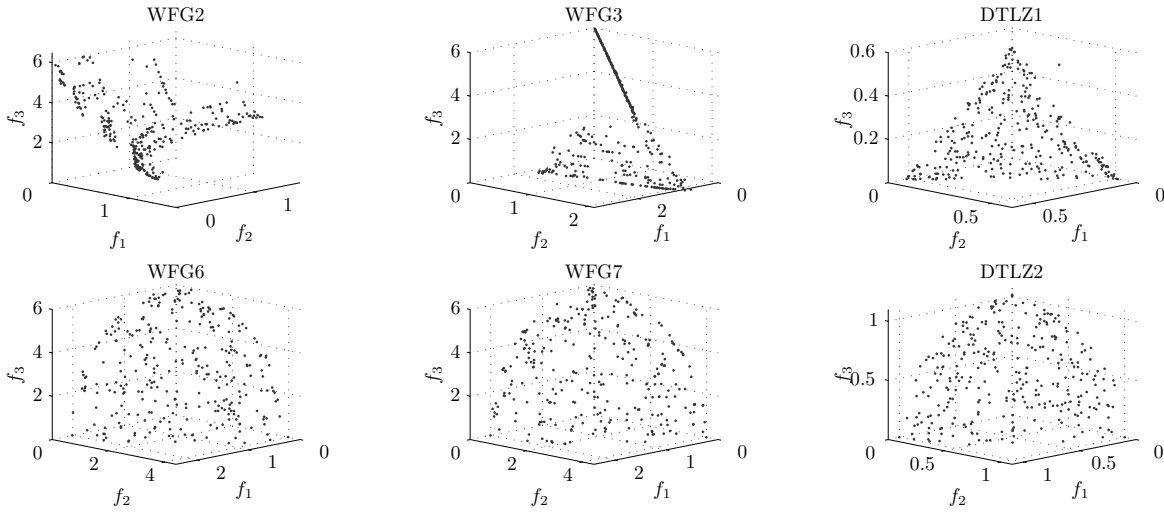 WFG2 WFG3 DTLZ1
6 6 0.6
4 4 0.4
f3 f3 f3
2 2 0.2
0 1 0 1 0 1 2 2 0 0 0.5 0.5 0
f1 f2 f2 f1 f2 f1
WFG6 WFG7 DTLZ2
6 6 1
4 4
f3 f3 f3 0.5
2 2
0 0
0 2 4 2 1 0 0 2 4 2 1 0 0.5 1 1 0.5 0
f2 f1 f2 f1 f2 f1